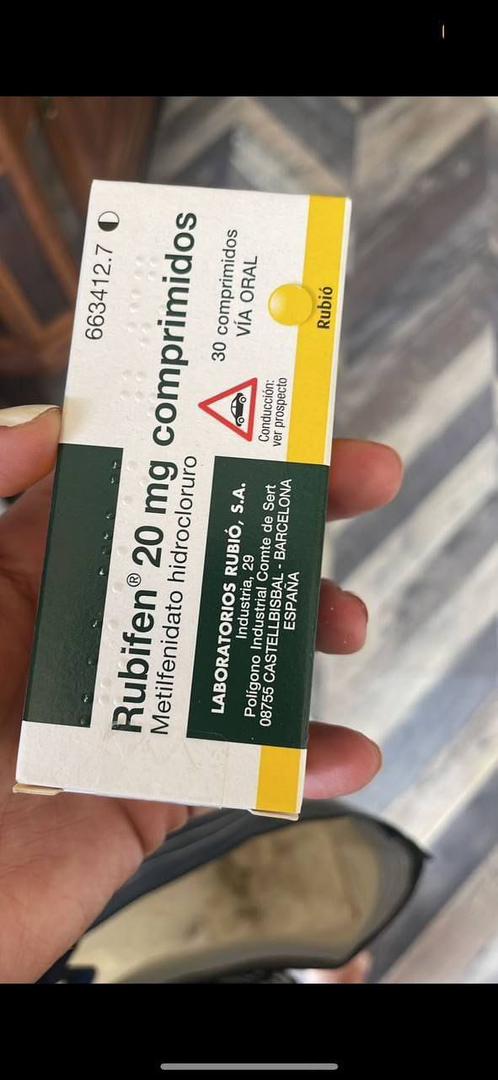 663412.7
Rubifen® 20 mg comprimidos
Metilfenidato hidrocloruro
30 comprimidos
VÍA ORAL
Conducción:
ver prospecto
LABORATORIOS RUBIÓ, S.A.
Industria, 29
Polígono Industrial Comte de Sert
08755 CASTELLBISBAL - BARCELONA
ESPAÑA
Rubió